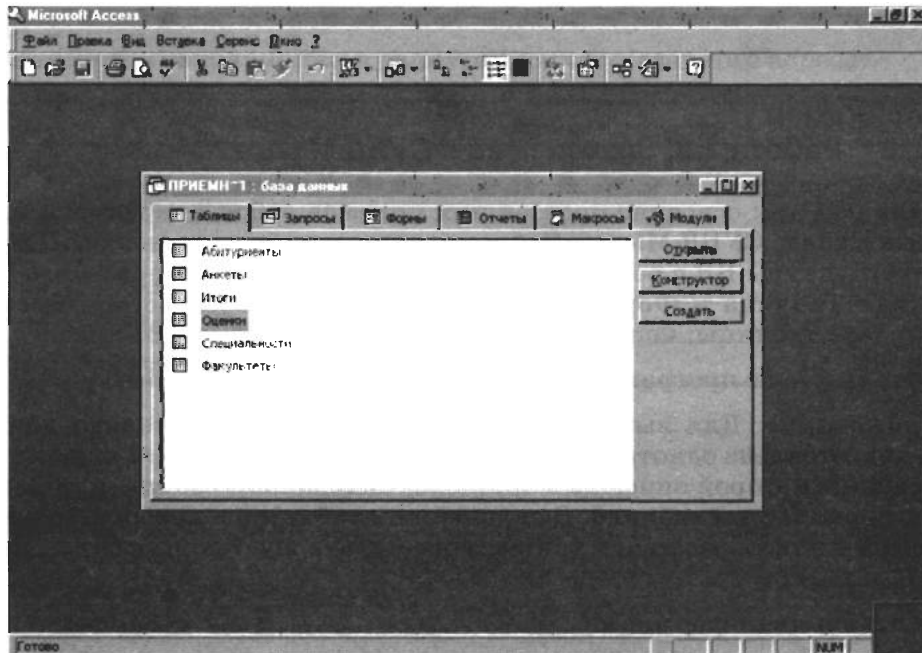 Microsoft Access
Файл Правка Вид Вставка Сервис Окно ?
ПРИЕМН~1 : база данных
Таблицы Запросы Формы Отчеты Макросы Модули
Абитуриенты
Анкеты
Итоги
Оценки
Специальности
Факультеты
Открыть
Конструктор
Создать
Готово
NUM